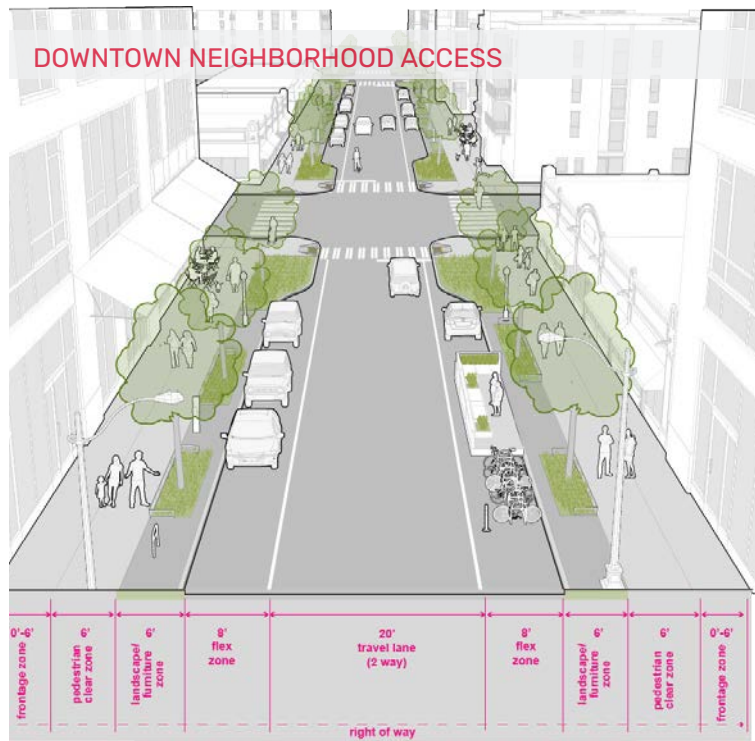 DOWNTOWN NEIGHBORHOOD ACCESS
0'-6'
frontage zone
6'
pedestrian
clear zone
6'
landscape/
furniture
zone
8'
flex
zone
20'
travel lane
(2 way)
8'
flex
zone
6'
landscape/
furniture
zone
6'
pedestrian
clear zone
0'-6'
frontage zone
right of way